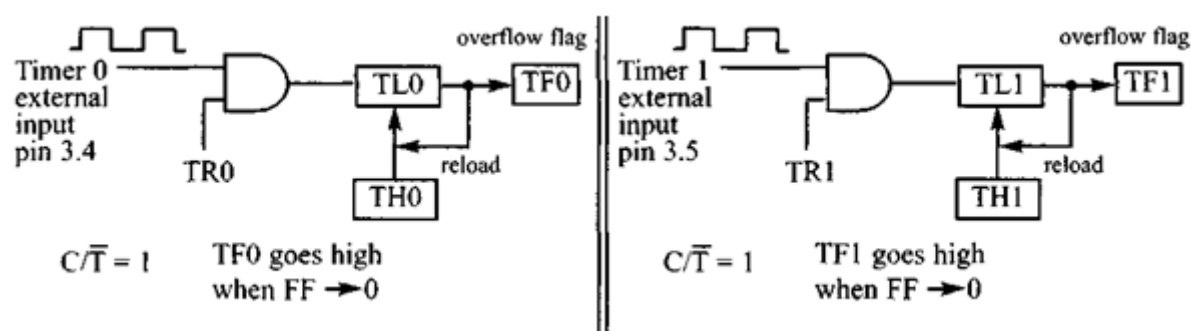 overflow flag
Timer 0
external
input
pin 3.4
TL0
TF0
TR0
reload
TH0
C/T̅ = 1
TF0 goes high
when FF → 0
overflow flag
Timer 1
external
input
pin 3.5
TL1
TF1
TR1
reload
TH1
C/T̅ = 1
TF1 goes high
when FF → 0